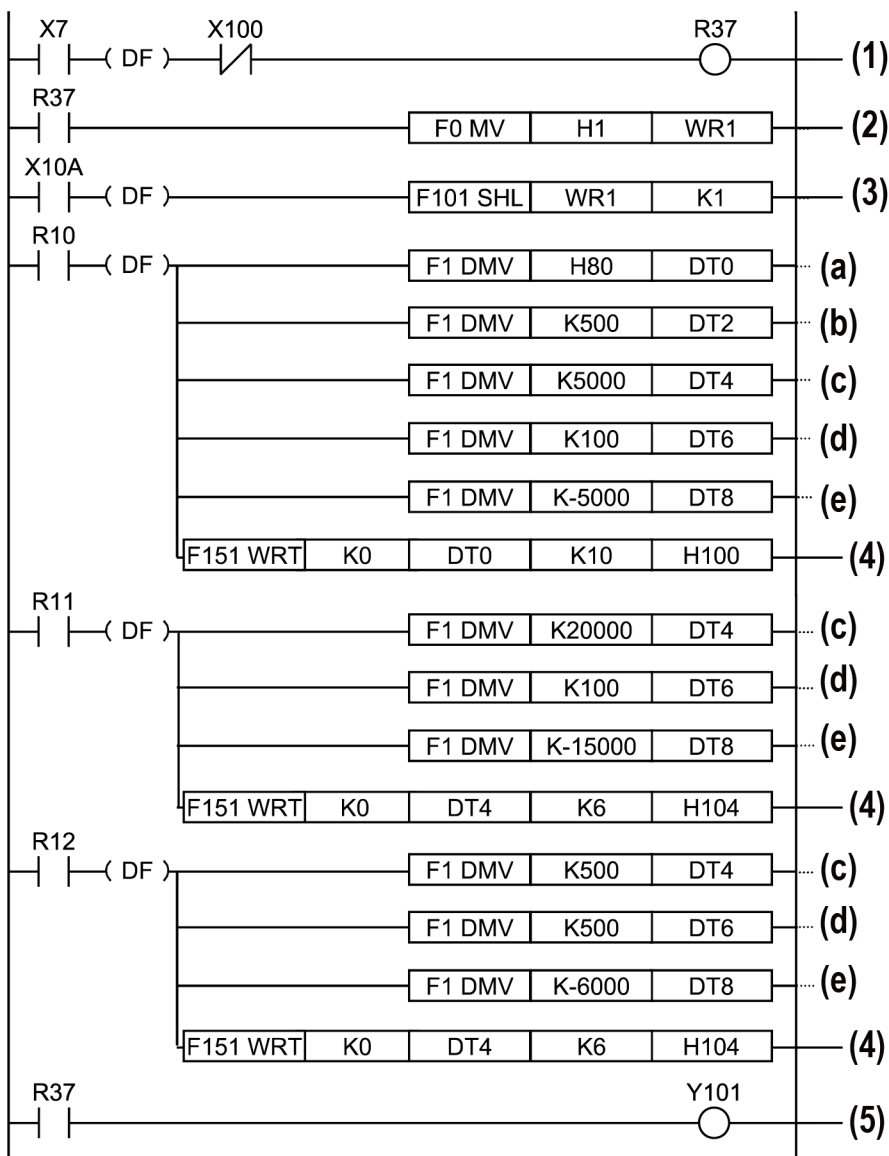 X7 X100 R37
( DF ) (1)
R37
F0 MV H1 WR1 (2)
X10A
( DF ) F101 SHL WR1 K1 (3)
R10
( DF ) F1 DMV H80 DT0 (a)
F1 DMV K500 DT2 (b)
F1 DMV K5000 DT4 (c)
F1 DMV K100 DT6 (d)
F1 DMV K-5000 DT8 (e)
F151 WRT K0 DT0 K10 H100 (4)
R11
( DF ) F1 DMV K20000 DT4 (c)
F1 DMV K100 DT6 (d)
F1 DMV K-15000 DT8 (e)
F151 WRT K0 DT4 K6 H104 (4)
R12
( DF ) F1 DMV K500 DT4 (c)
F1 DMV K500 DT6 (d)
F1 DMV K-6000 DT8 (e)
F151 WRT K0 DT4 K6 H104 (4)
R37 Y101
(5)